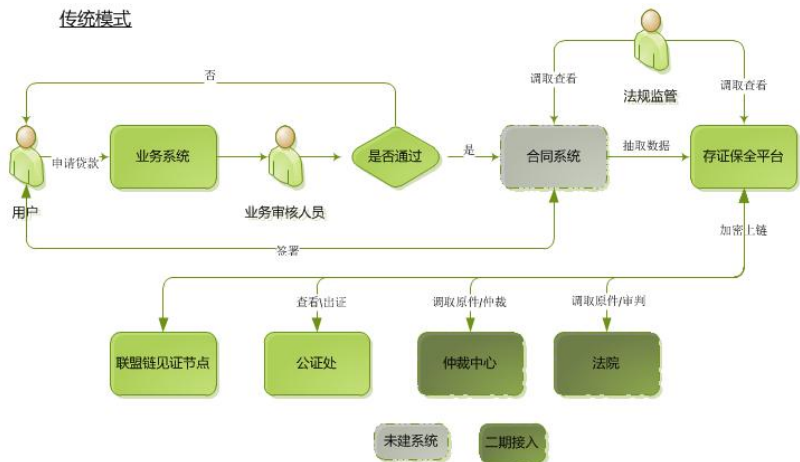 传统模式
否
调取查看
法规监管
调取查看
用户
申请贷款
业务系统
业务审核人员
是否通过
是
合同系统
抽取数据
存证保全平台
签署
加密上链
查看\出证
调取原件/仲裁
调取原件/审判
联盟链见证节点
公证处
仲裁中心
法院
未建系统
二期接入